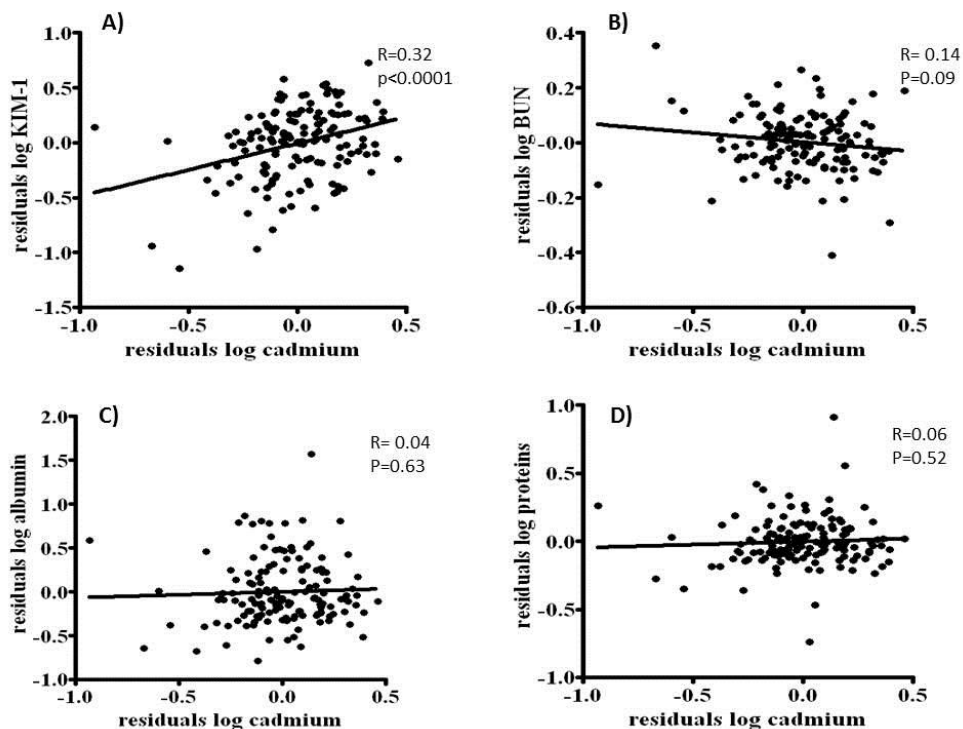 A)
R=0.32
p<0.0001
residuals log KIM-1
1.0
0.5
0.0
-0.5
-1.0
-1.5
-1.0 -0.5 0.0 0.5
residuals log cadmium
B)
R= 0.14
P=0.09
residuals log BUN
0.4
0.2
0.0
-0.2
-0.4
-0.6
-1.0 -0.5 0.0 0.5
residuals log cadmium
C)
R= 0.04
P=0.63
residuals log albumin
2.0
1.5
1.0
0.5
0.0
-0.5
-1.0
-1.0 -0.5 0.0 0.5
residuals log cadmium
D)
R=0.06
P=0.52
residuals log proteins
1.0
0.5
0.0
-0.5
-1.0
-1.0 -0.5 0.0 0.5
residuals log cadmium